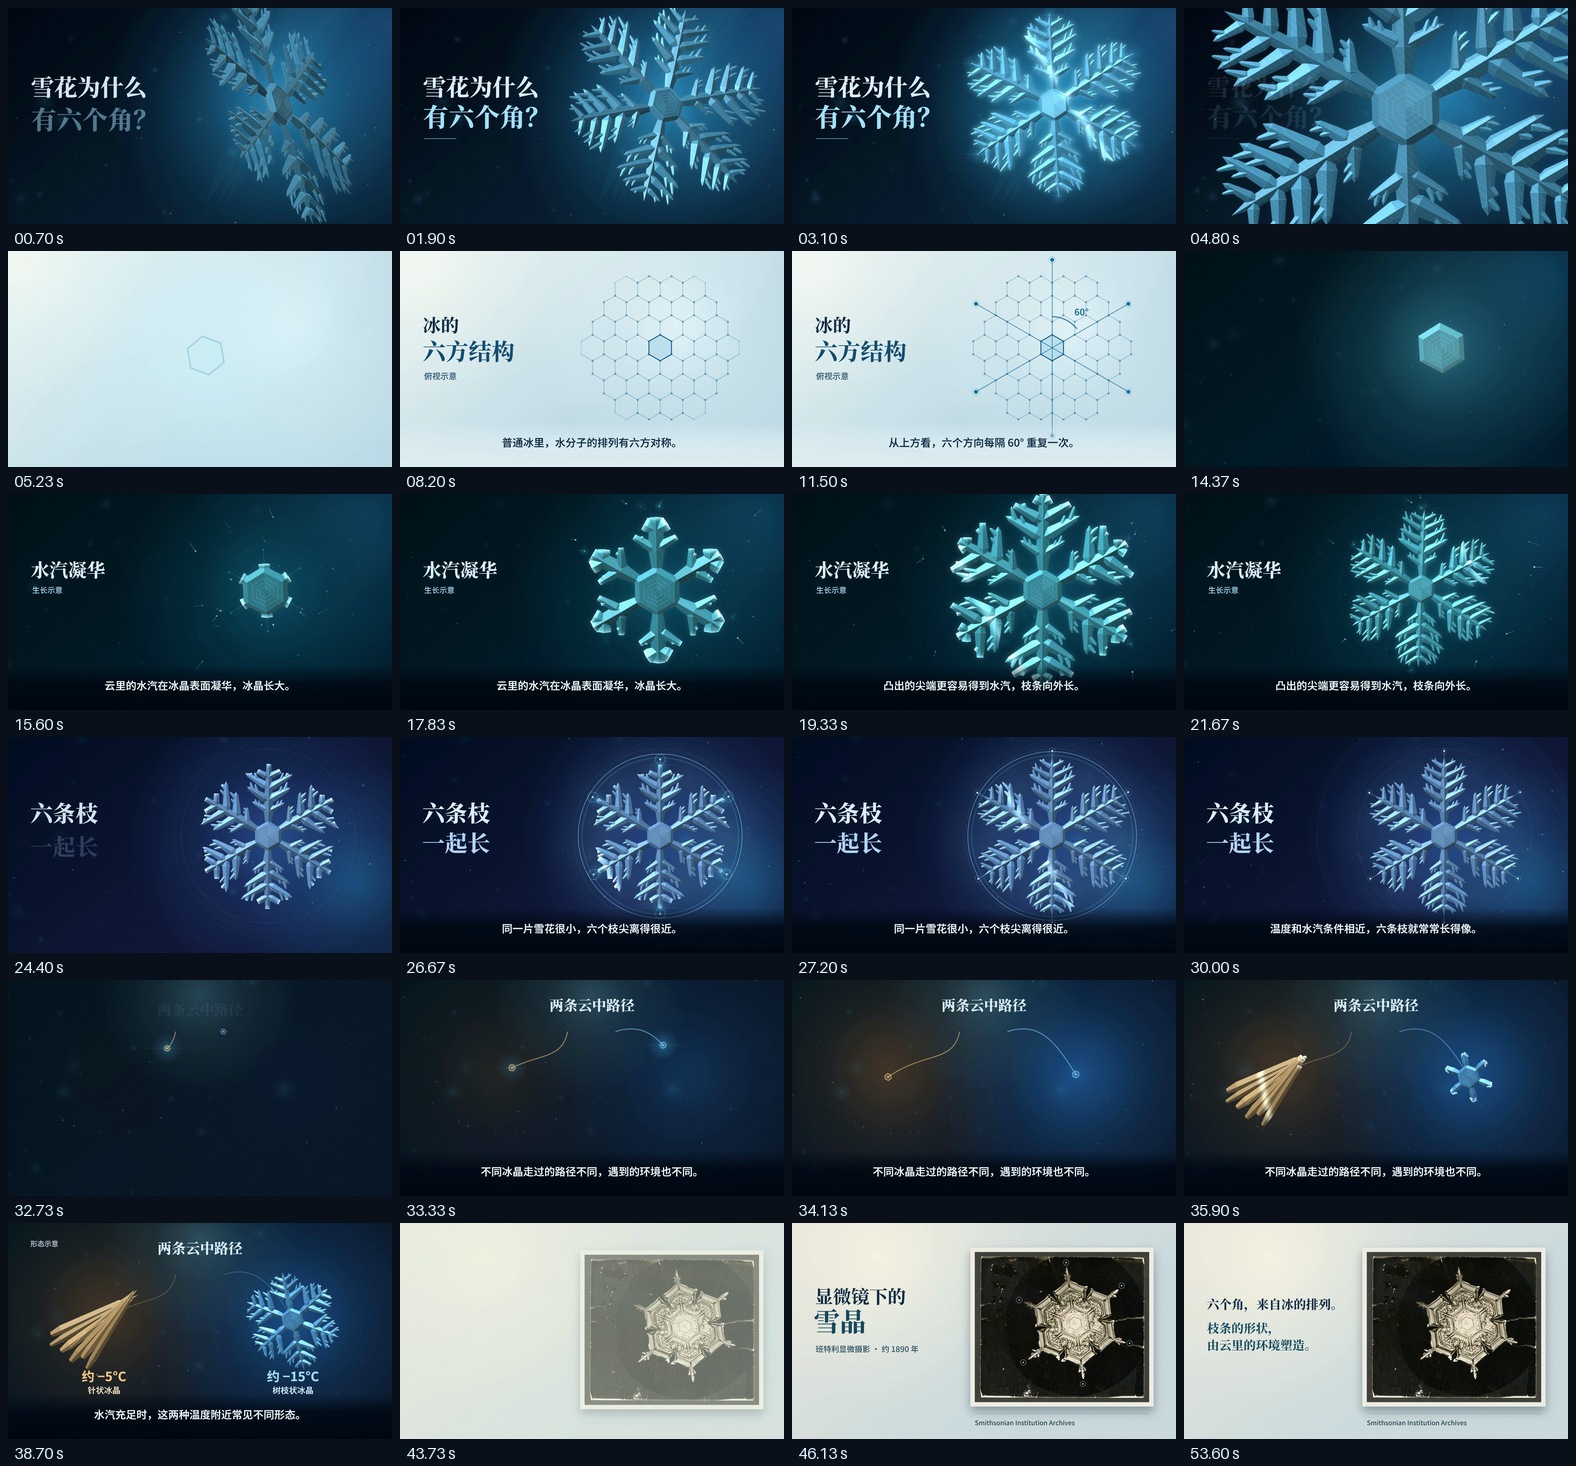 雪花为什么
有六个角?
雪花为什么
有六个角?
雪花为什么
有六个角?
雪花为什么
有六个角?
00.70 s
01.90 s
03.10 s
04.80 s
冰的
六方结构
俯视示意
普通冰里，水分子的排列有六方对称。
冰的
六方结构
俯视示意
60°
从上方看，六个方向每隔 60° 重复一次。
05.23 s
08.20 s
11.50 s
14.37 s
水汽凝华
生长示意
云里的水汽在冰晶表面凝华，冰晶长大。
水汽凝华
生长示意
云里的水汽在冰晶表面凝华，冰晶长大。
水汽凝华
生长示意
凸出的尖端更容易得到水汽，枝条向外长。
水汽凝华
生长示意
凸出的尖端更容易得到水汽，枝条向外长。
15.60 s
17.83 s
19.33 s
21.67 s
六条枝
一起长
六条枝
一起长
同一片雪花很小，六个枝尖离得很近。
六条枝
一起长
同一片雪花很小，六个枝尖离得很近。
六条枝
一起长
温度和水汽条件相近，六条枝就常常长得像。
24.40 s
26.67 s
27.20 s
30.00 s
两条云中路径
两条云中路径
不同冰晶走过的路径不同，遇到的环境也不同。
两条云中路径
不同冰晶走过的路径不同，遇到的环境也不同。
两条云中路径
不同冰晶走过的路径不同，遇到的环境也不同。
32.73 s
33.33 s
34.13 s
35.90 s
形态示意
两条云中路径
约 −5°C
针状冰晶
约 −15°C
树枝状冰晶
水汽充足时，这两种温度附近常见不同形态。
显微镜下的
雪晶
班特利显微摄影 · 约 1890 年
Smithsonian Institution Archives
六个角，来自冰的排列。
枝条的形状，
由云里的环境塑造。
Smithsonian Institution Archives
38.70 s
43.73 s
46.13 s
53.60 s